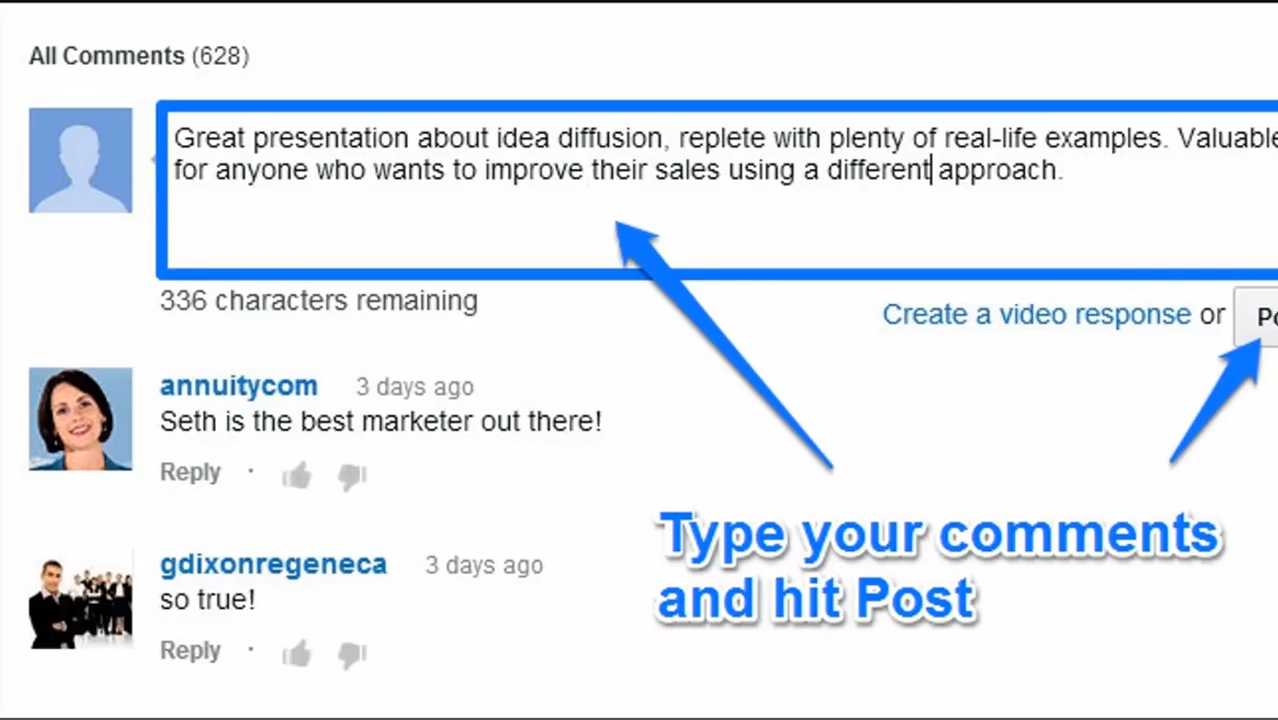 All Comments (628)
Great presentation about idea diffusion, replete with plenty of real-life examples. Valuable
for anyone who wants to improve their sales using a different approach.
336 characters remaining
Create a video response or
annuitycom 3 days ago
Seth is the best marketer out there!
Reply
gdixonregeneca 3 days ago
so true!
Reply
Type your comments
and hit Post